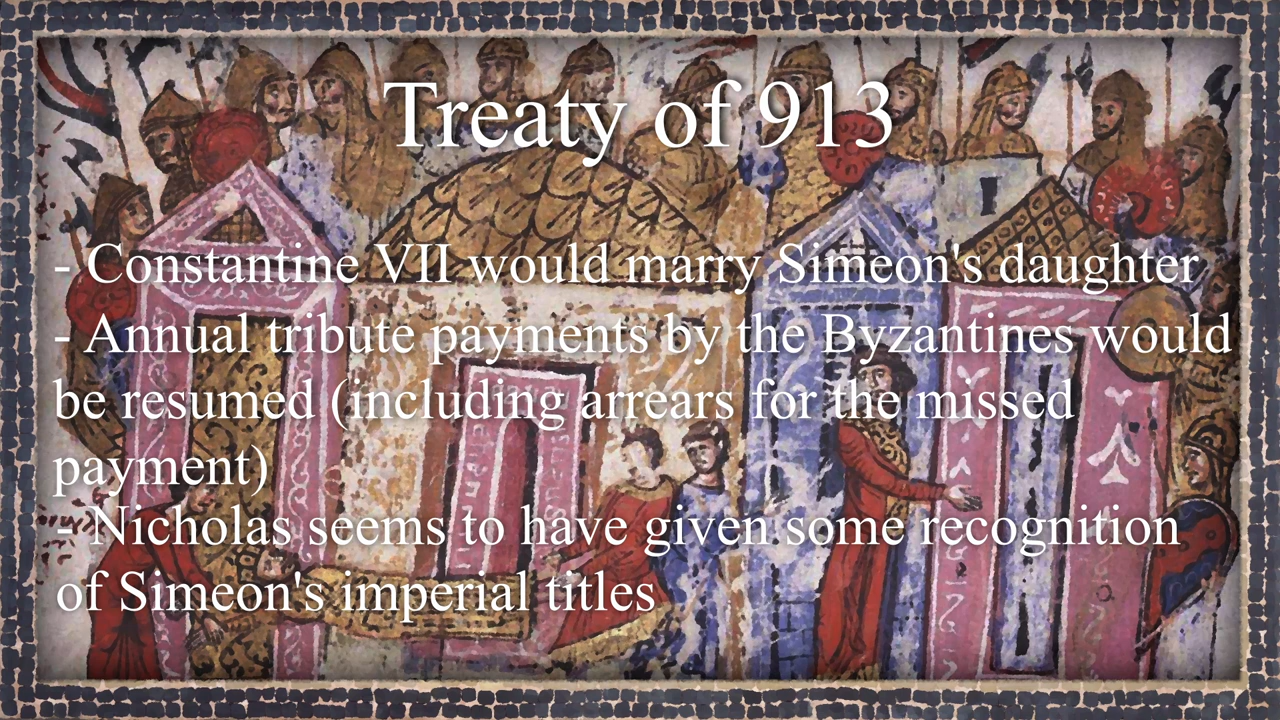 Treaty of 913
- Constantine VII would marry Simeon's daughter
- Annual tribute payments by the Byzantines would
be resumed (including arrears for the missed
payment)
- Nicholas seems to have given some recognition
of Simeon's imperial titles